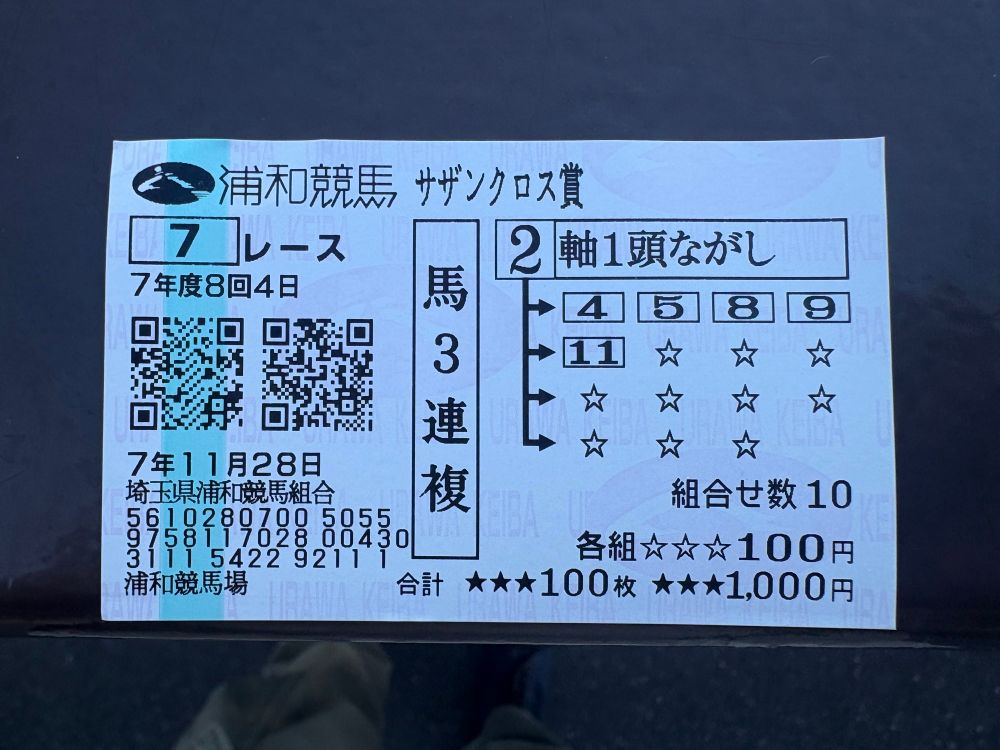 浦和競馬 サザンクロス賞
7 レース
7年度8回4日
馬3連複
2 軸1頭ながし
4 5 8 9
11 ☆ ☆ ☆
☆ ☆ ☆ ☆
☆ ☆ ☆
組合せ数 10
各組☆☆☆100円
合計 ★★★100枚 ★★★1,000円
7年11月28日
埼玉県浦和競馬組合
5610280700 5055
9758117028 00430
3111 5422 92111 1
浦和競馬場